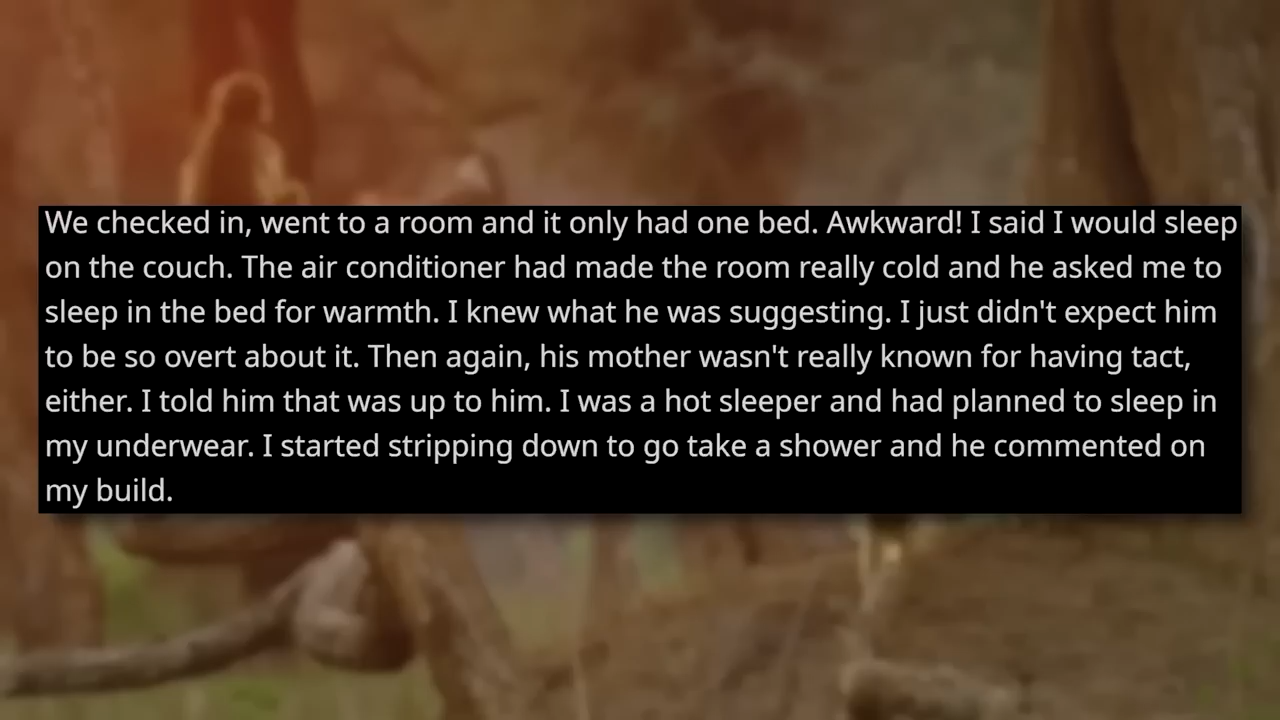 We checked in, went to a room and it only had one bed. Awkward! I said I would sleep
on the couch. The air conditioner had made the room really cold and he asked me to
sleep in the bed for warmth. I knew what he was suggesting. I just didn't expect him
to be so overt about it. Then again, his mother wasn't really known for having tact,
either. I told him that was up to him. I was a hot sleeper and had planned to sleep in
my underwear. I started stripping down to go take a shower and he commented on
my build.